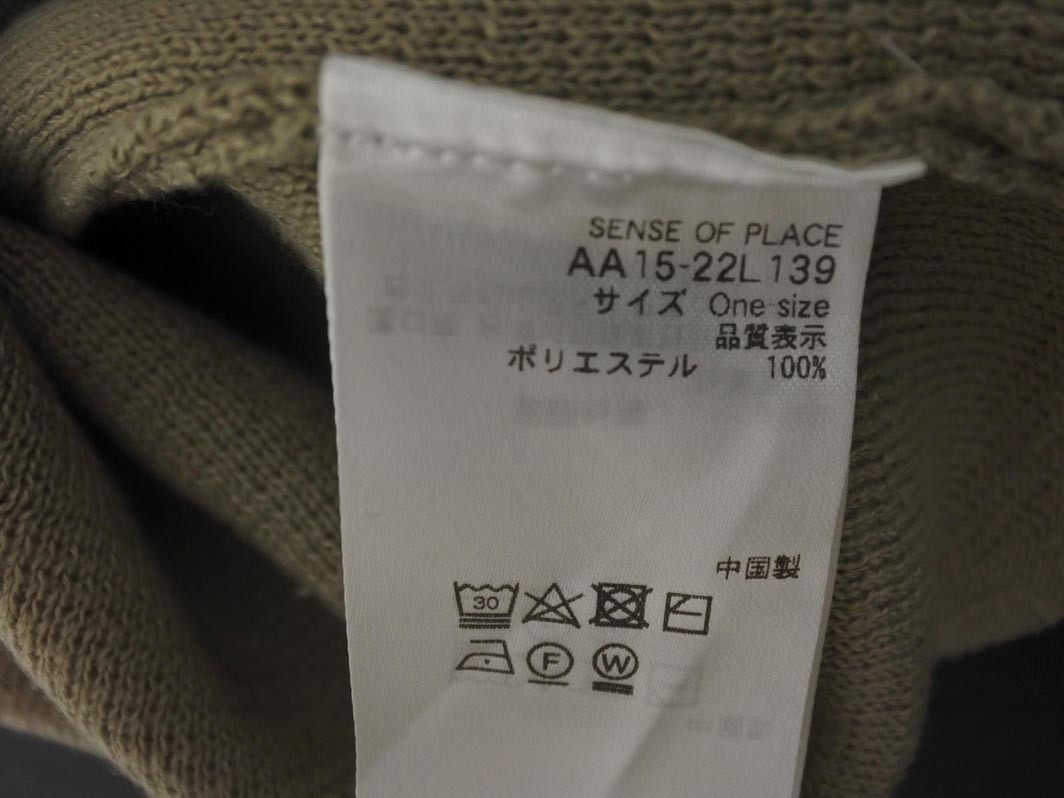 SENSE OF PLACE
AA15-22L139
サイズ One-size
品質表示
ポリエステル 100%
中国製
30
F W